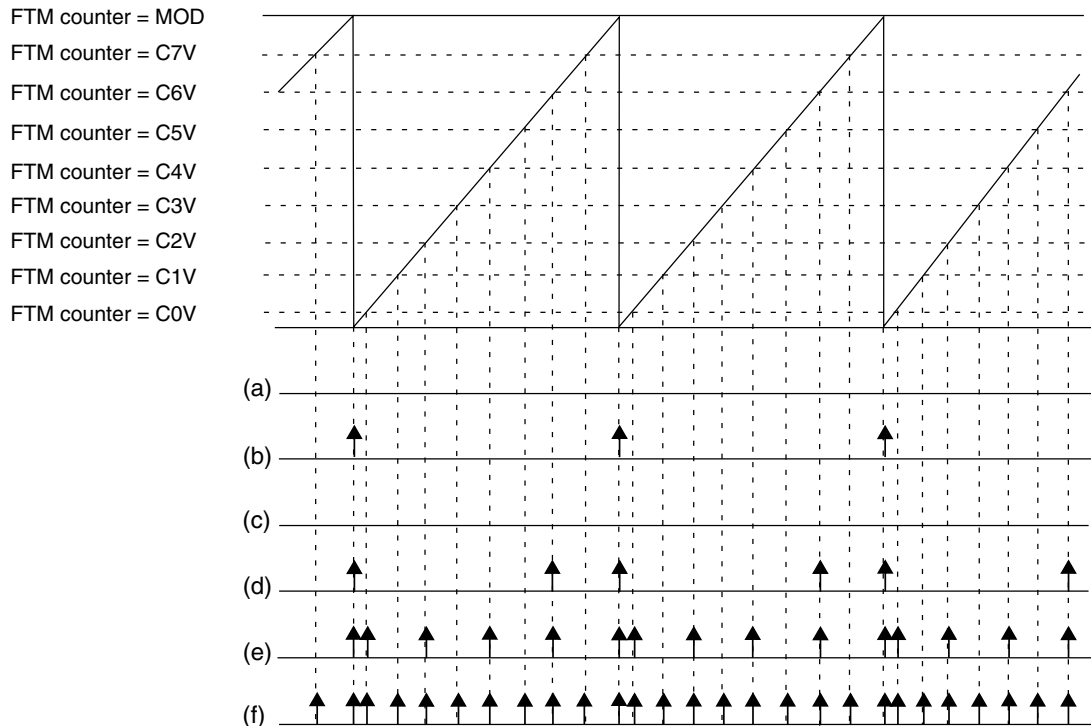 FTM counter = MOD
FTM counter = C7V
FTM counter = C6V
FTM counter = C5V
FTM counter = C4V
FTM counter = C3V
FTM counter = C2V
FTM counter = C1V
FTM counter = C0V
(a)
(b)
(c)
(d)
(e)
(f)